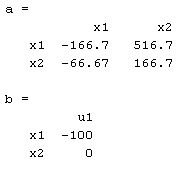 a =
x1 x2
x1 -166.7 516.7
x2 -66.67 166.7
b =
u1
x1 -100
x2 0